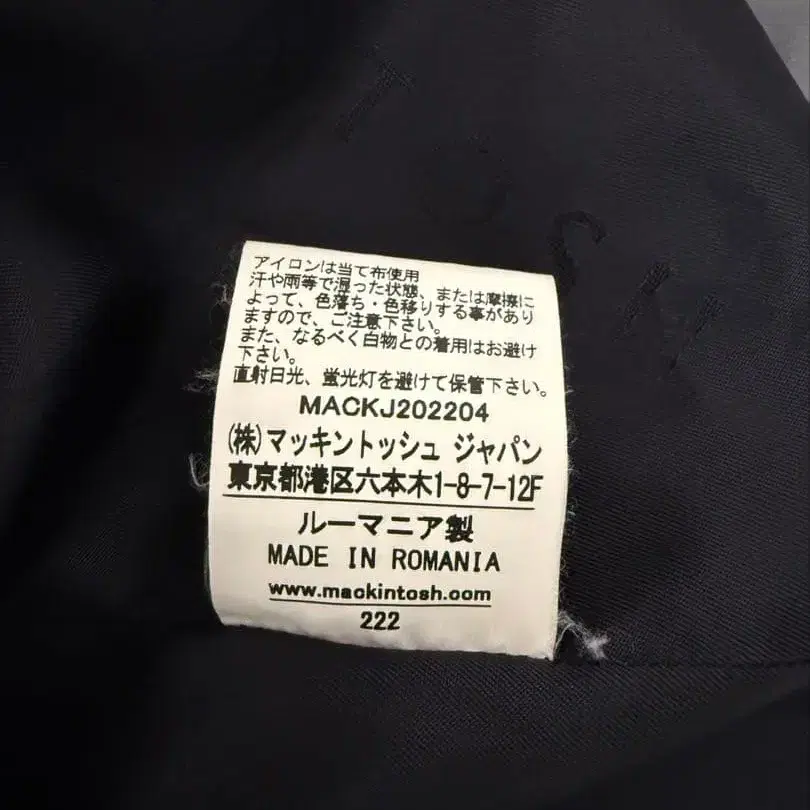 T
O
S
アイロンは当て布使用
汗や雨等で湿った状態、または摩擦に
よって、色落ち・色移りする事があり
ますので、ご注意下さい。
また、なるべく白物との着用はお避け
下さい。
直射日光、蛍光灯を避けて保管下さい。
MACKJ202204
(株)マッキントッシュ ジャパン
東京都港区六本木1-8-7-12F
ルーマニア製
MADE IN ROMANIA
www.mackintosh.com
222